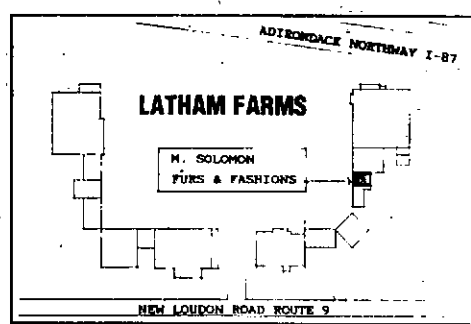 ADIRONDACK NORTHWAY I-87
LATHAM FARMS
M. SOLOMON
FURS & FASHIONS
NEW LOUDON ROAD ROUTE 9